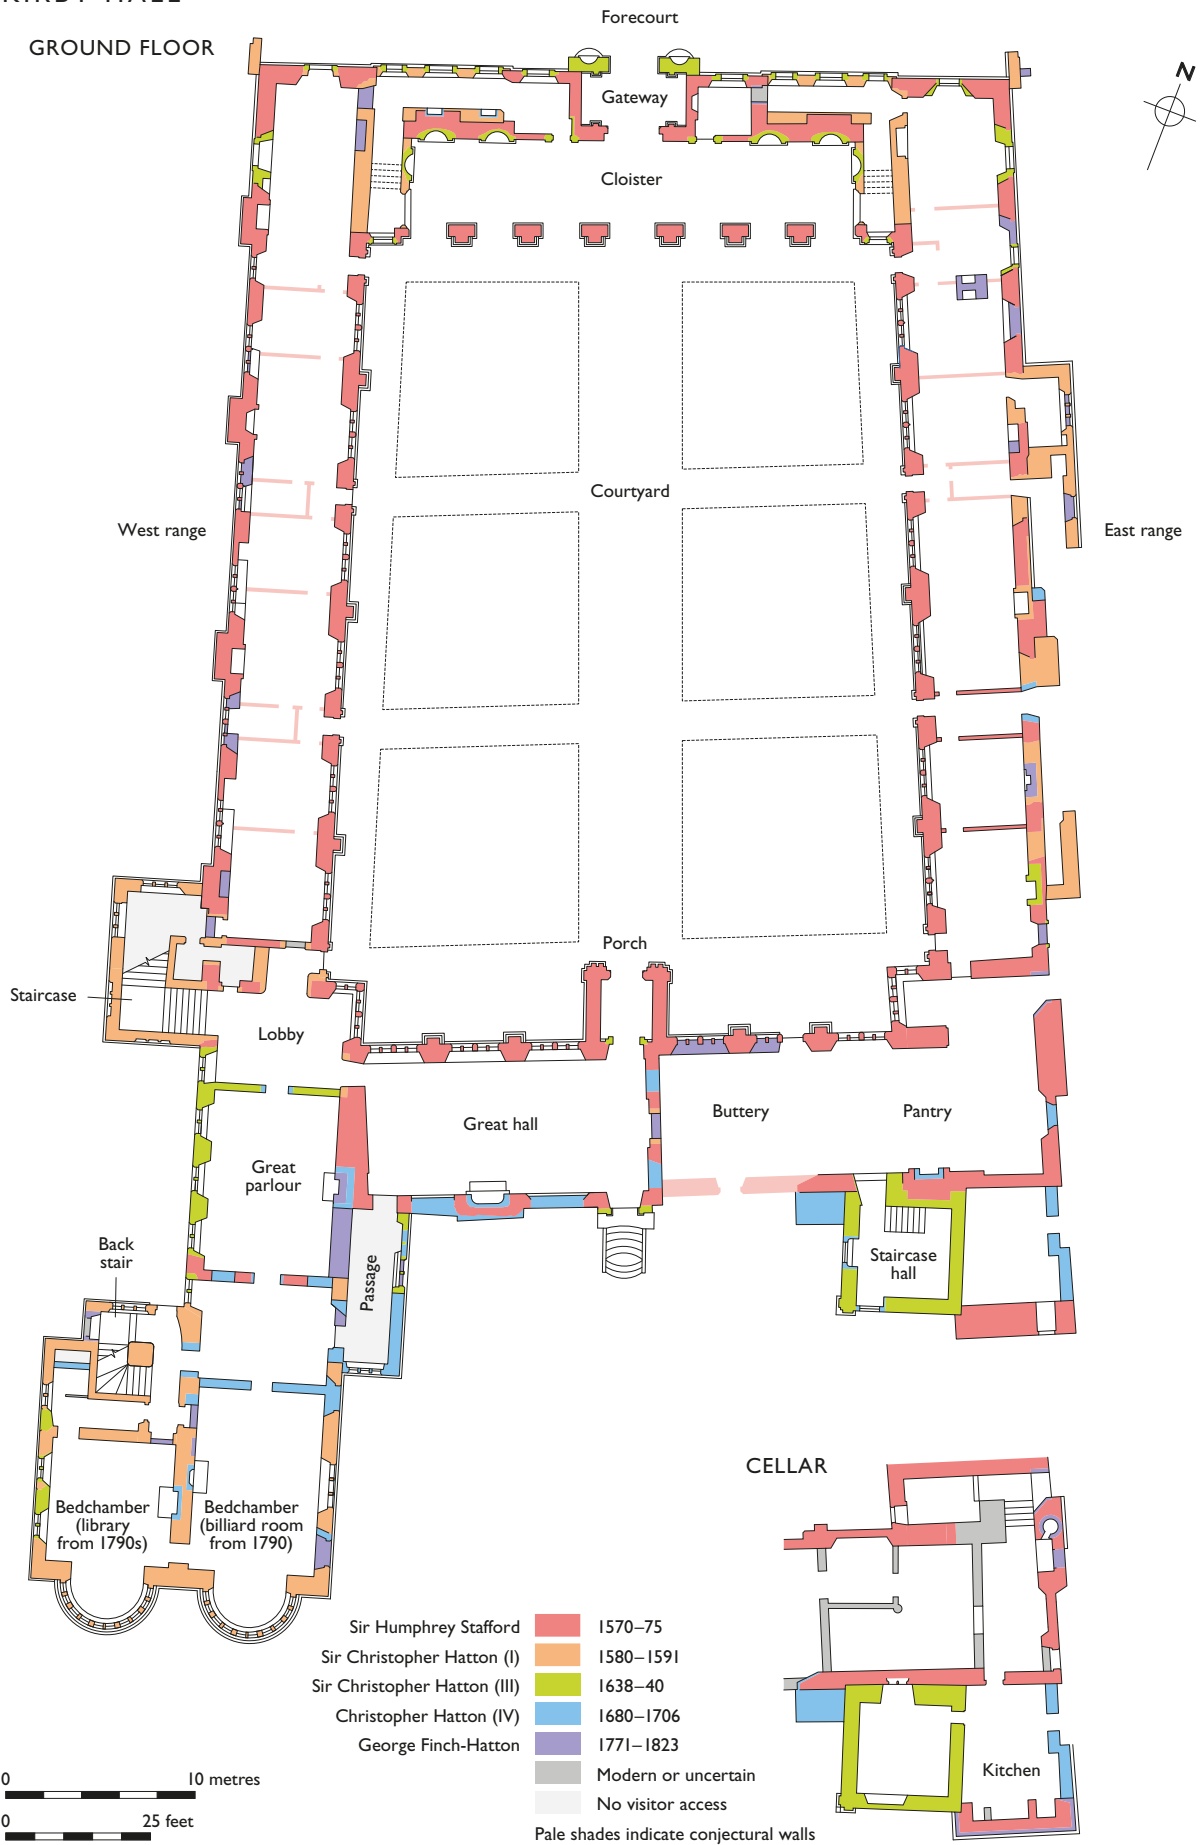 GROUND FLOOR
Forecourt
N
Gateway
Cloister
Courtyard
West range
East range
Porch
Staircase
Lobby
Great hall
Buttery
Pantry
Great
parlour
Back
stair
Passage
Staircase
hall
Bedchamber
(library
from 1790s)
Bedchamber
(billiard room
from 1790)
CELLAR
Kitchen
Sir Humphrey Stafford 1570–75
Sir Christopher Hatton (I) 1580–1591
Sir Christopher Hatton (III) 1638–40
Christopher Hatton (IV) 1680–1706
George Finch-Hatton 1771–1823
Modern or uncertain
No visitor access
Pale shades indicate conjectural walls
0 10 metres
0 25 feet